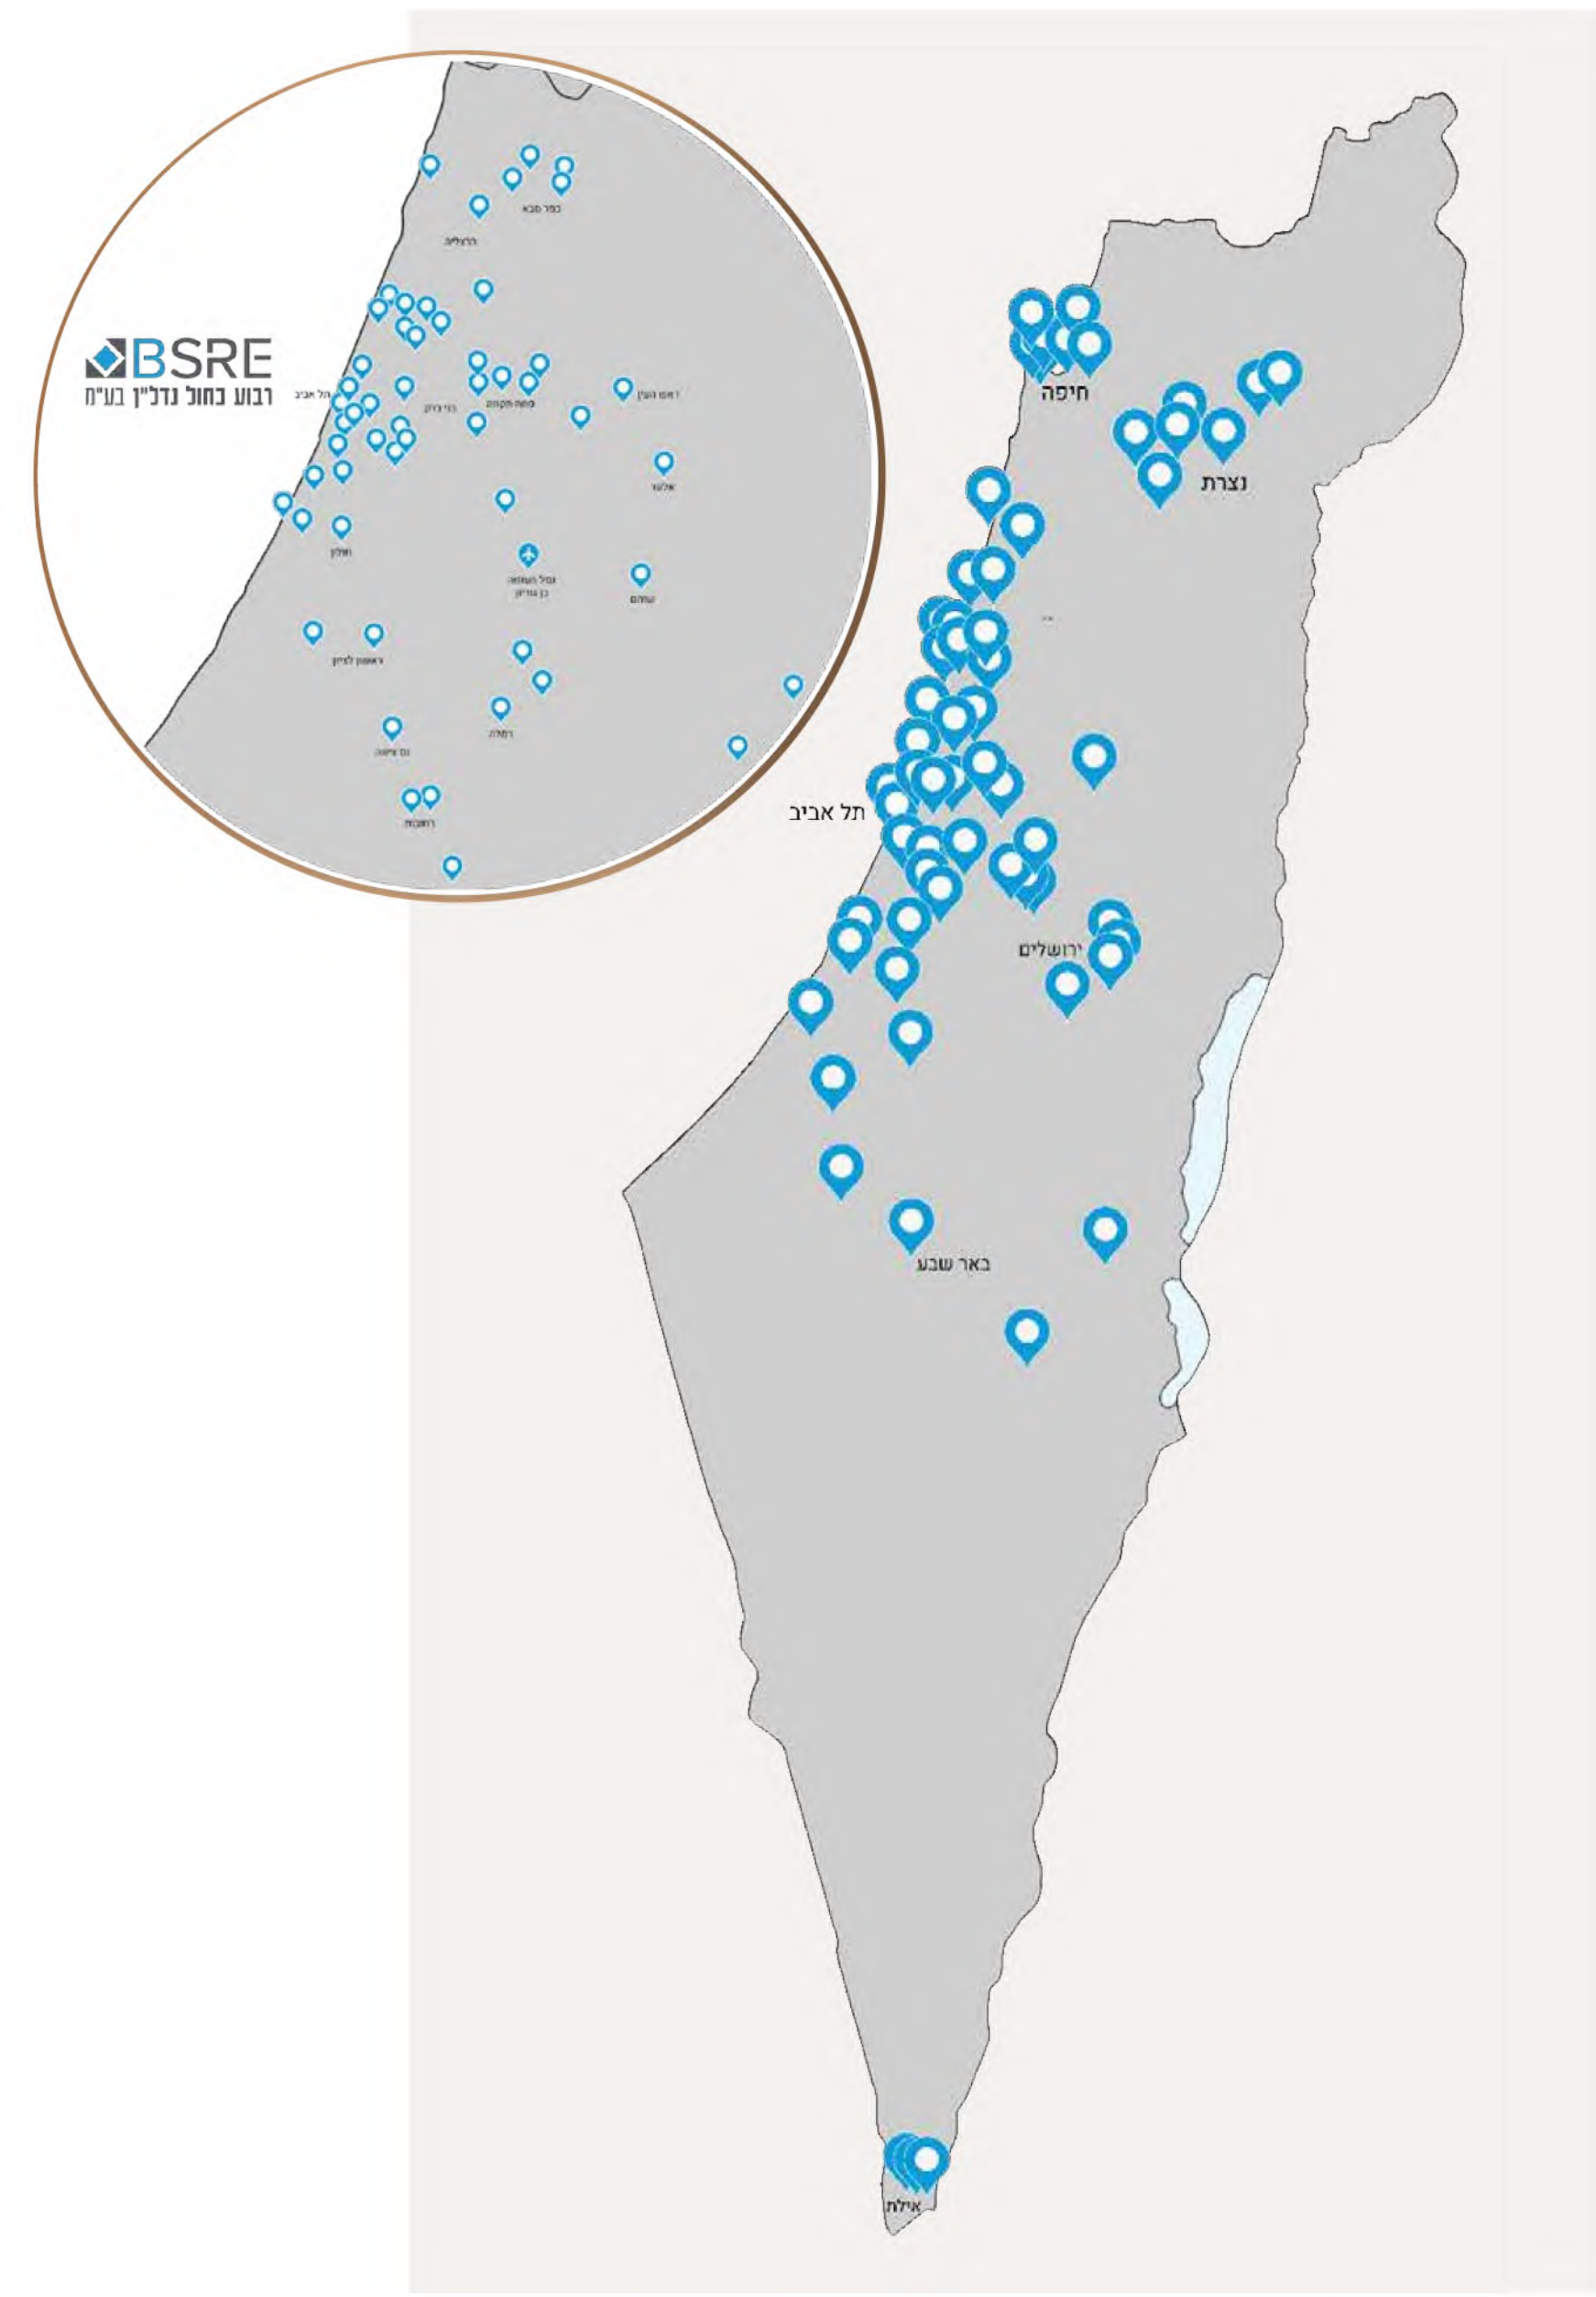 BSRE
רבוע כחול נדל"ן בע"מ
כפר סבא
הרצליה
תל אביב
בני ברק
פתח תקווה
ראש העין
אלעד
חולון
נמל התעופה
בן גוריון
שוהם
ראשון לציון
רמלה
נס ציונה
רחובות
חיפה
נצרת
תל אביב
ירושלים
באר שבע
אילת